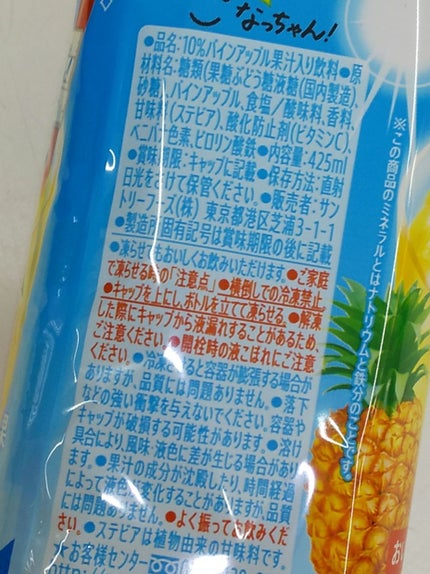 なっちゃん!
●品名:10%パインアップル果汁入り飲料●原
材料名:糖類(果糖ぶどう糖液糖(国内製造)、
砂糖)、パインアップル、食塩/酸味料、香料、
甘味料(ステビア)、酸化防止剤(ビタミンC)、
ベニバナ色素、ピロリン酸鉄●内容量:425ml
●賞味期限:キャップに記載●保存方法:直射
日光をさけて保管ください。●販売者:サン
トリーフーズ(株) 東京都港区芝浦3-1-1
●製造所固有記号は賞味期限の後に記載
●凍らせてもおいしくお飲みいただけます。●ご家庭
で凍らせる時の「注意点」●横倒しでの冷凍禁止
●キャップを上にし、ボトルを立てて凍らせる。●解凍
した際にキャップから液漏れすることがあるため、
ご注意ください。●開栓時の液こぼれにご注意
ください。●冷凍すると容器が膨張する場合が
ありますが、品質には問題ありません。●落下
などの強い衝撃を与えないでください。容器や
キャップが破損する可能性があります。●溶け
具合により、風味・液色に差が生じる場合があり
ます。●果汁の成分が沈殿したり、時間経過
によって液色が変化することがありますが、品質
には問題ありません。●よく振ってお飲みくだ
さい。●ステビアは植物由来の甘味料です。
お客様センター
※この商品のミネラルとはナトリウムと鉄分のことです。